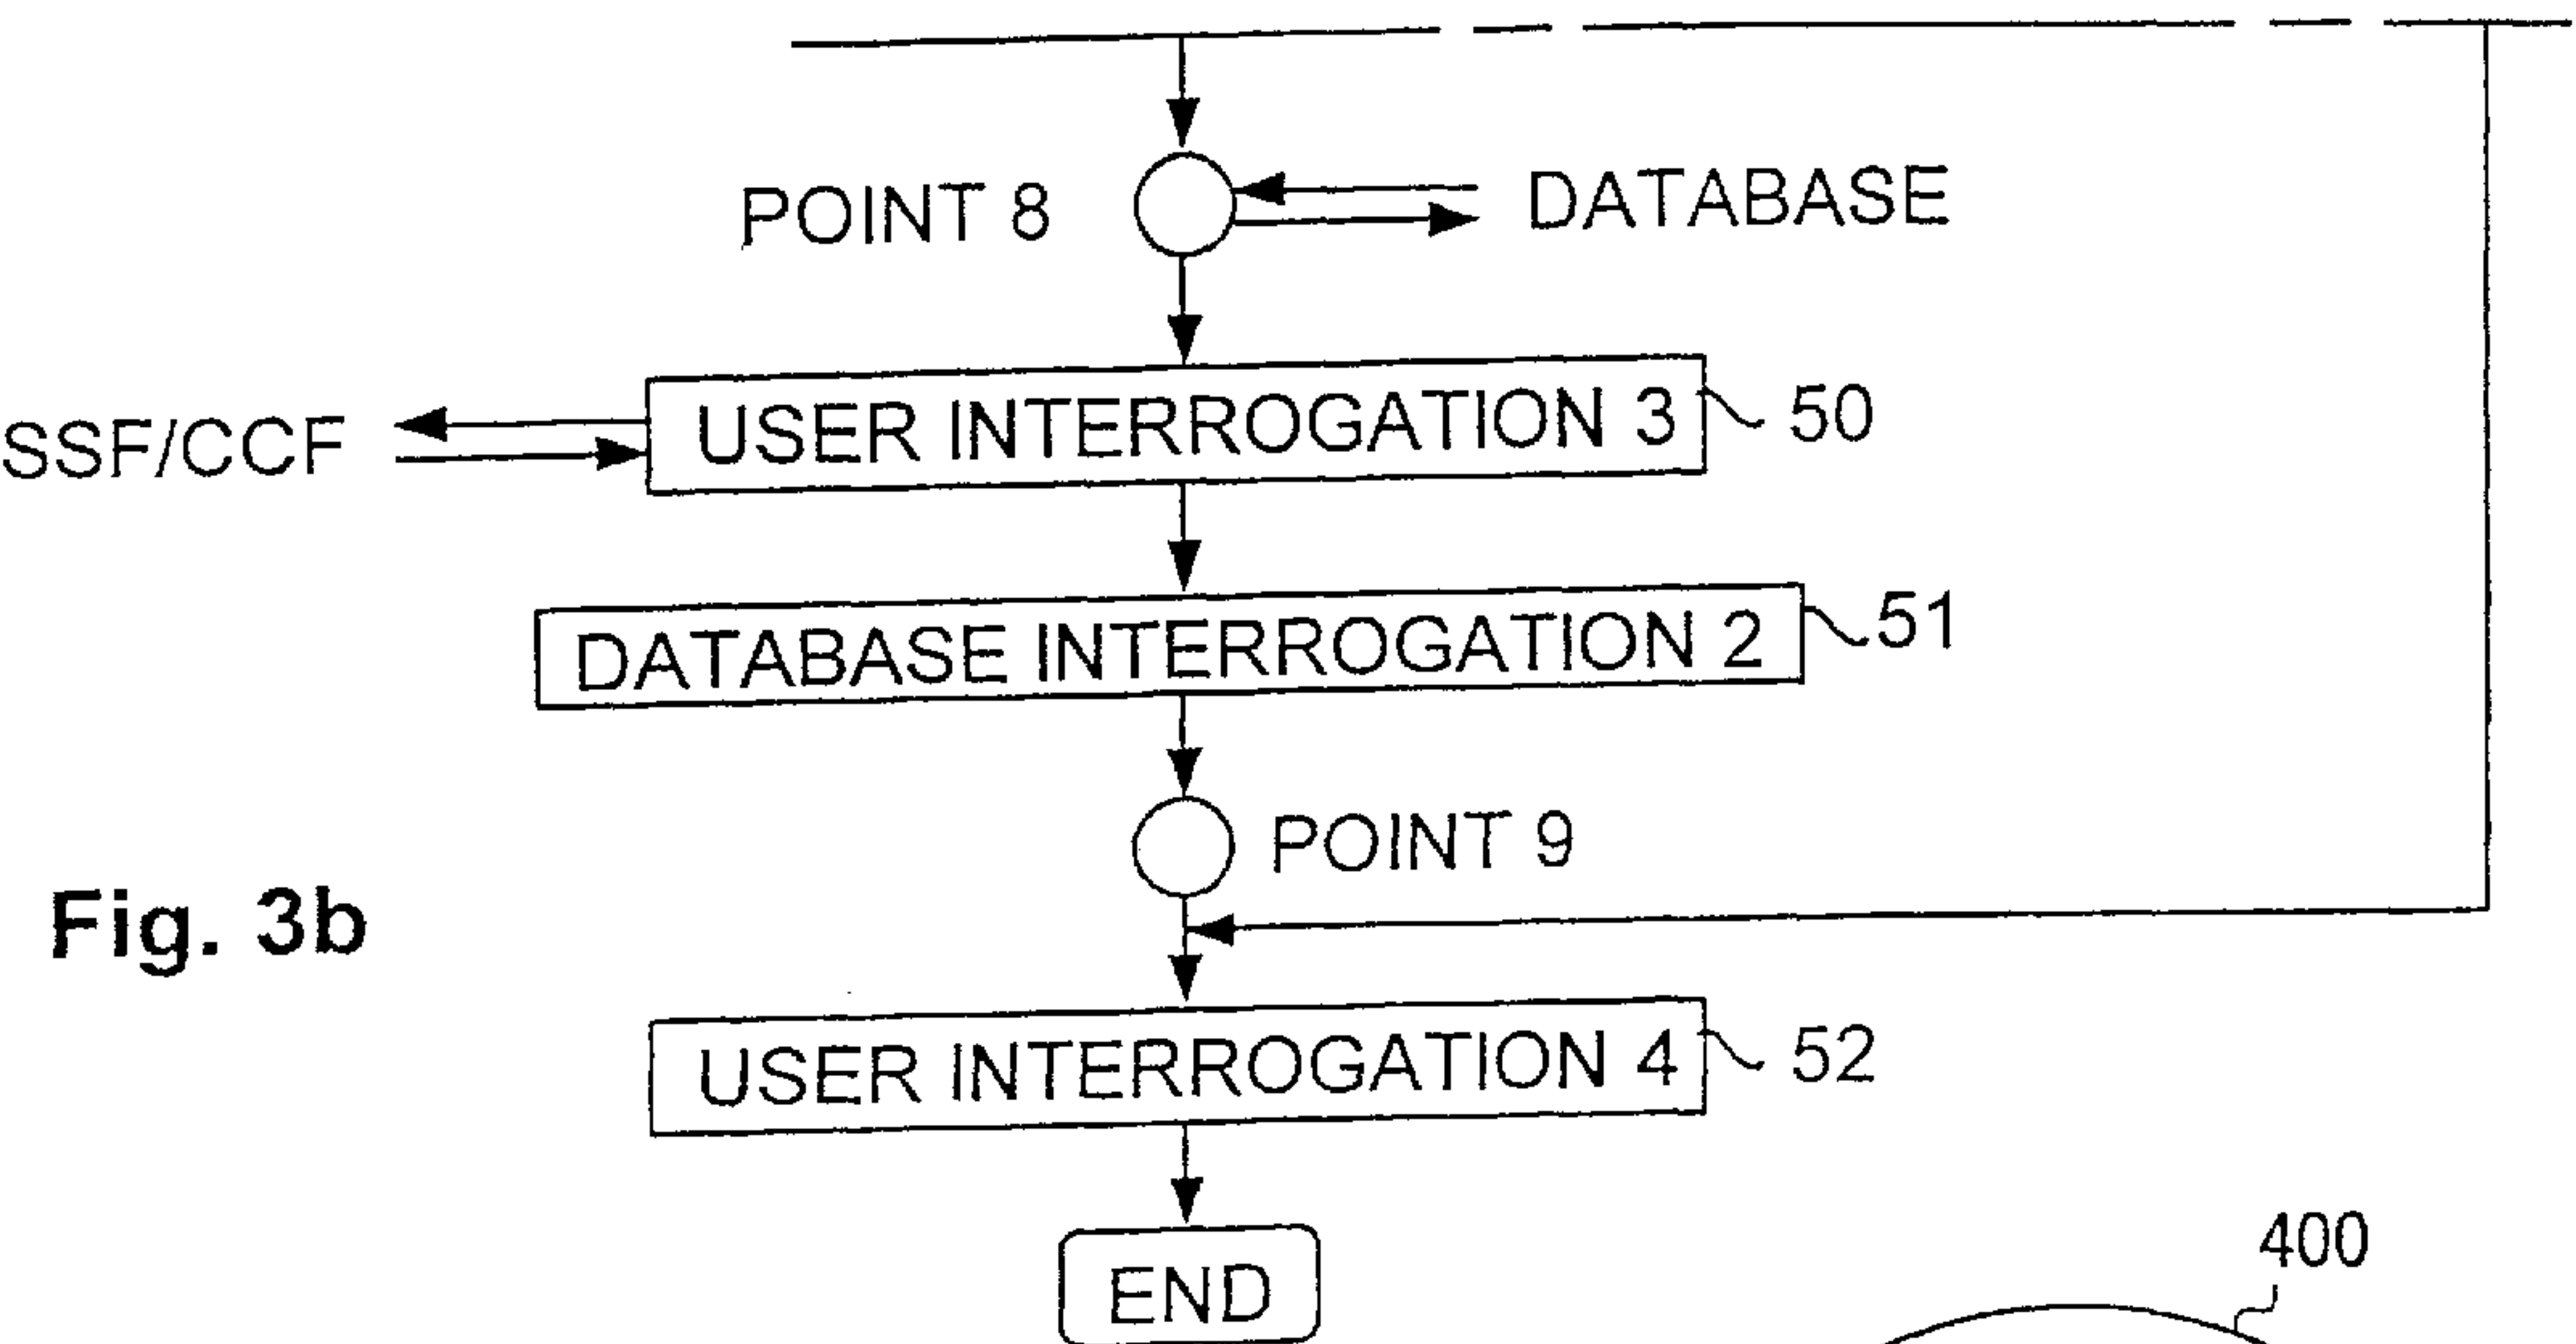 POINT 8
DATABASE
SSF/CCF
USER INTERROGATION 3
50
DATABASE INTERROGATION 2
51
POINT 9
Fig. 3b
USER INTERROGATION 4
52
END
400